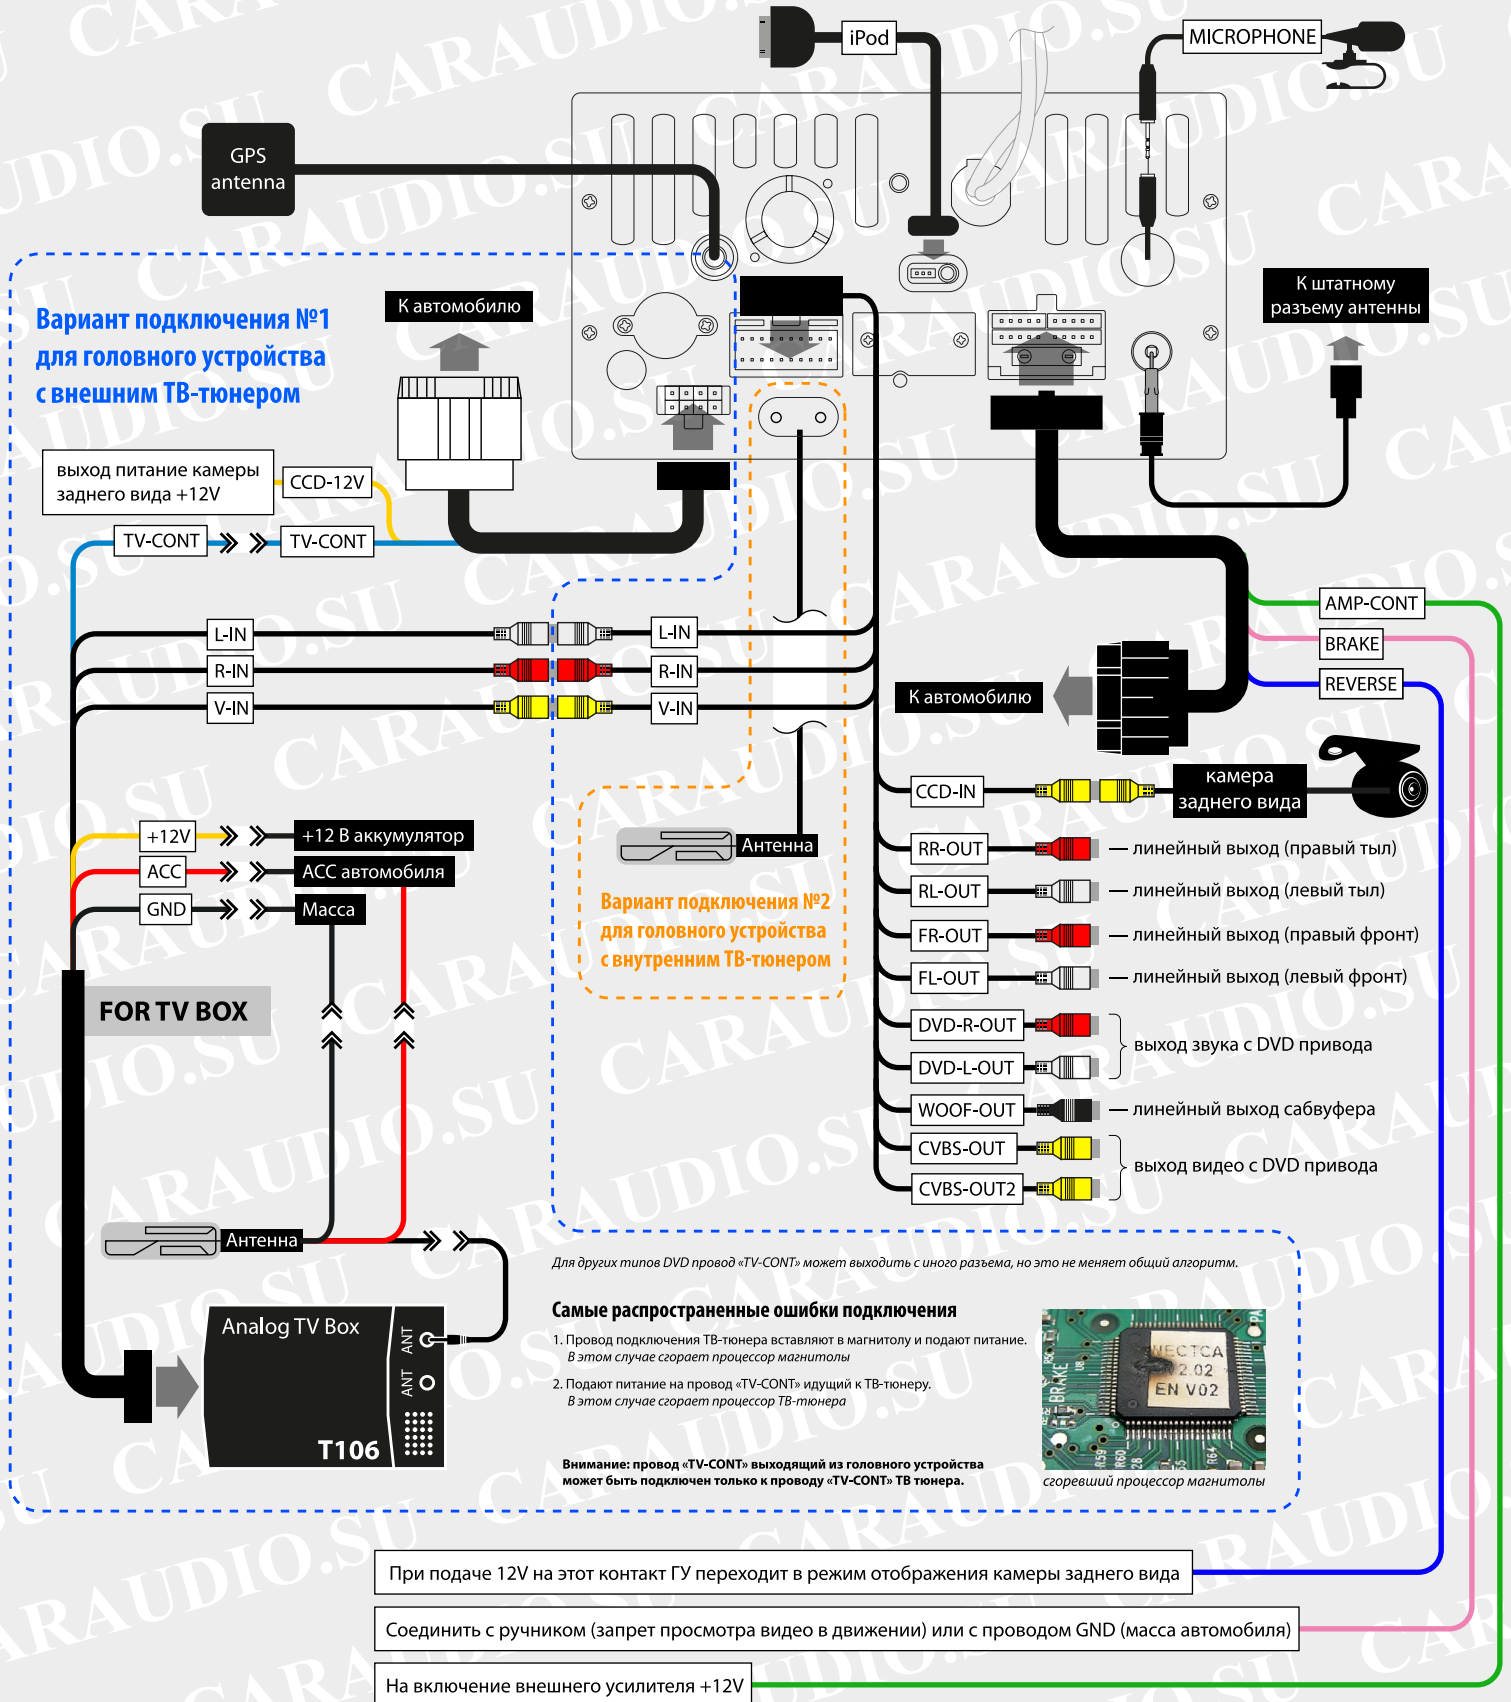 iPod
MICROPHONE
GPS
antenna
К автомобилю
К штатному
разъему антенны
Вариант подключения №1
для головного устройства
с внешним ТВ-тюнером
выход питание камеры
заднего вида +12V
CCD-12V
TV-CONT
TV-CONT
L-IN
L-IN
R-IN
R-IN
V-IN
V-IN
AMP-CONT
BRAKE
REVERSE
К автомобилю
CCD-IN
камера
заднего вида
+12V
+12 В аккумулятор
ACC
ACC автомобиля
GND
Масса
Антенна
Вариант подключения №2
для головного устройства
с внутренним ТВ-тюнером
RR-OUT
— линейный выход (правый тыл)
RL-OUT
— линейный выход (левый тыл)
FR-OUT
— линейный выход (правый фронт)
FL-OUT
— линейный выход (левый фронт)
DVD-R-OUT
DVD-L-OUT
выход звука с DVD привода
WOOF-OUT
— линейный выход сабвуфера
CVBS-OUT
CVBS-OUT2
выход видео с DVD привода
FOR TV BOX
Антенна
Analog TV Box
ANT
ANT
T106
Для других типов DVD провод «TV-CONT» может выходить с иного разъема, но это не меняет общий алгоритм.
Самые распространенные ошибки подключения
1. Провод подключения ТВ-тюнера вставляют в магнитолу и подают питание.
В этом случае сгорает процессор магнитолы
2. Подают питание на провод «TV-CONT» идущий к ТВ-тюнеру.
В этом случае сгорает процессор ТВ-тюнера
Внимание: провод «TV-CONT» выходящий из головного устройства
может быть подключен только к проводу «TV-CONT» ТВ тюнера.
BRAKE
2.02
EN V02
R59
R60
R64
сгоревший процессор магнитолы
При подаче 12V на этот контакт ГУ переходит в режим отображения камеры заднего вида
Соединить с ручником (запрет просмотра видео в движении) или с проводом GND (масса автомобиля)
На включение внешнего усилителя +12V
CARAUDIO.SU